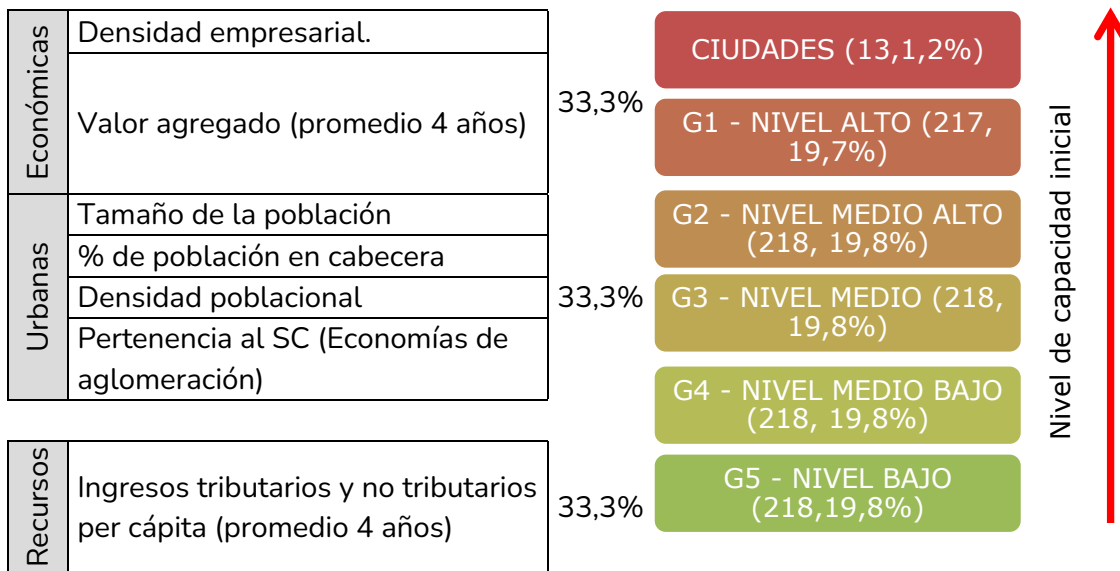 Económicas
Densidad empresarial.
Valor agregado (promedio 4 años)
33,3%
Urbanas
Tamaño de la población
% de población en cabecera
Densidad poblacional
Pertenencia al SC (Economías de
aglomeración)
33,3%
Recursos
Ingresos tributarios y no tributarios
per cápita (promedio 4 años)
33,3%
CIUDADES (13,1,2%)
G1 - NIVEL ALTO (217,
19,7%)
G2 - NIVEL MEDIO ALTO
(218, 19,8%)
G3 - NIVEL MEDIO (218,
19,8%)
G4 - NIVEL MEDIO BAJO
(218, 19,8%)
G5 - NIVEL BAJO
(218,19,8%)
Nivel de capacidad inicial